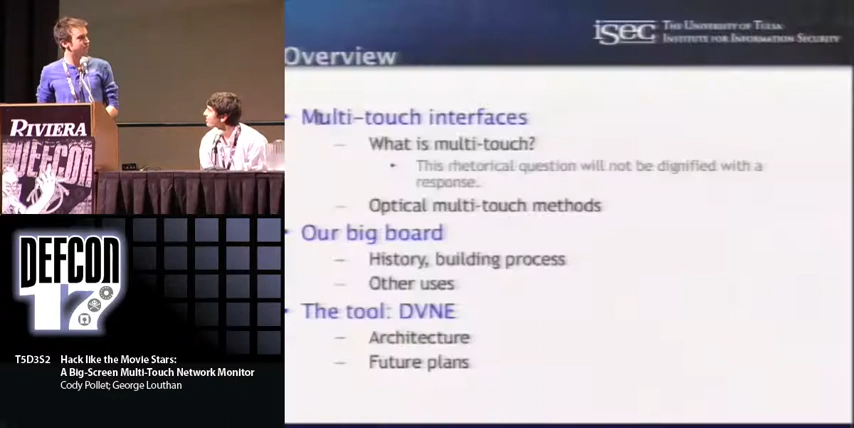 iSec THE UNIVERSITY OF TULSA
INSTITUTE FOR INFORMATION SECURITY
Overview
Multi-touch interfaces
– What is multi-touch?
• This rhetorical question will not be dignified with a
response.
– Optical multi-touch methods
Our big board
– History, building process
– Other uses
The tool: DVNE
– Architecture
– Future plans
RIVIERA
DEFCON
DEFCON
17
T5D3S2 Hack like the Movie Stars:
A Big-Screen Multi-Touch Network Monitor
Cody Pollet; George Louthan